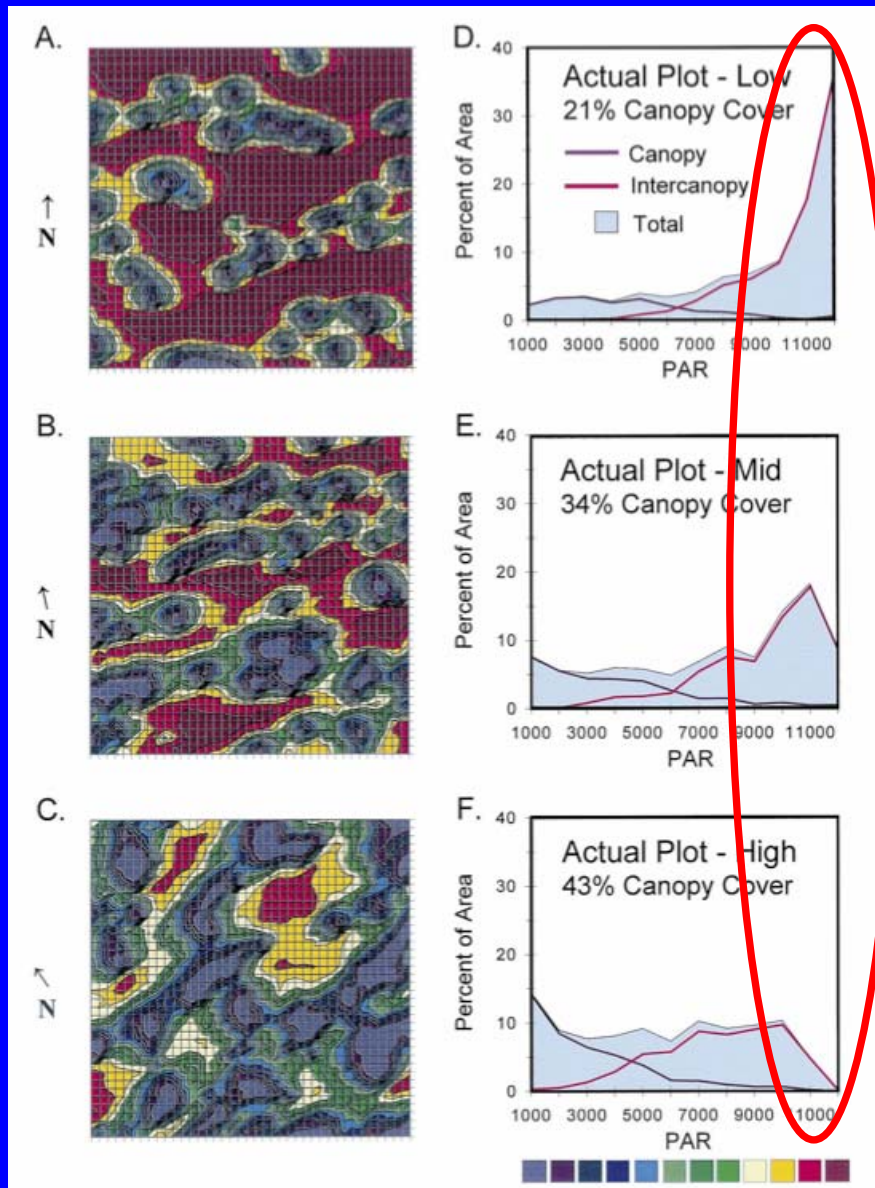 A.
↑
N
B.
↑
N
C.
↑
N
D.
40
30
20
10
0
Percent of Area
Actual Plot - Low
21% Canopy Cover
Canopy
Intercanopy
Total
1000 3000 5000 7000 9000 11000
PAR
E.
40
30
20
10
0
Percent of Area
Actual Plot - Mid
34% Canopy Cover
1000 3000 5000 7000 9000 11000
PAR
F.
40
30
20
10
0
Percent of Area
Actual Plot - High
43% Canopy Cover
1000 3000 5000 7000 9000 11000
PAR